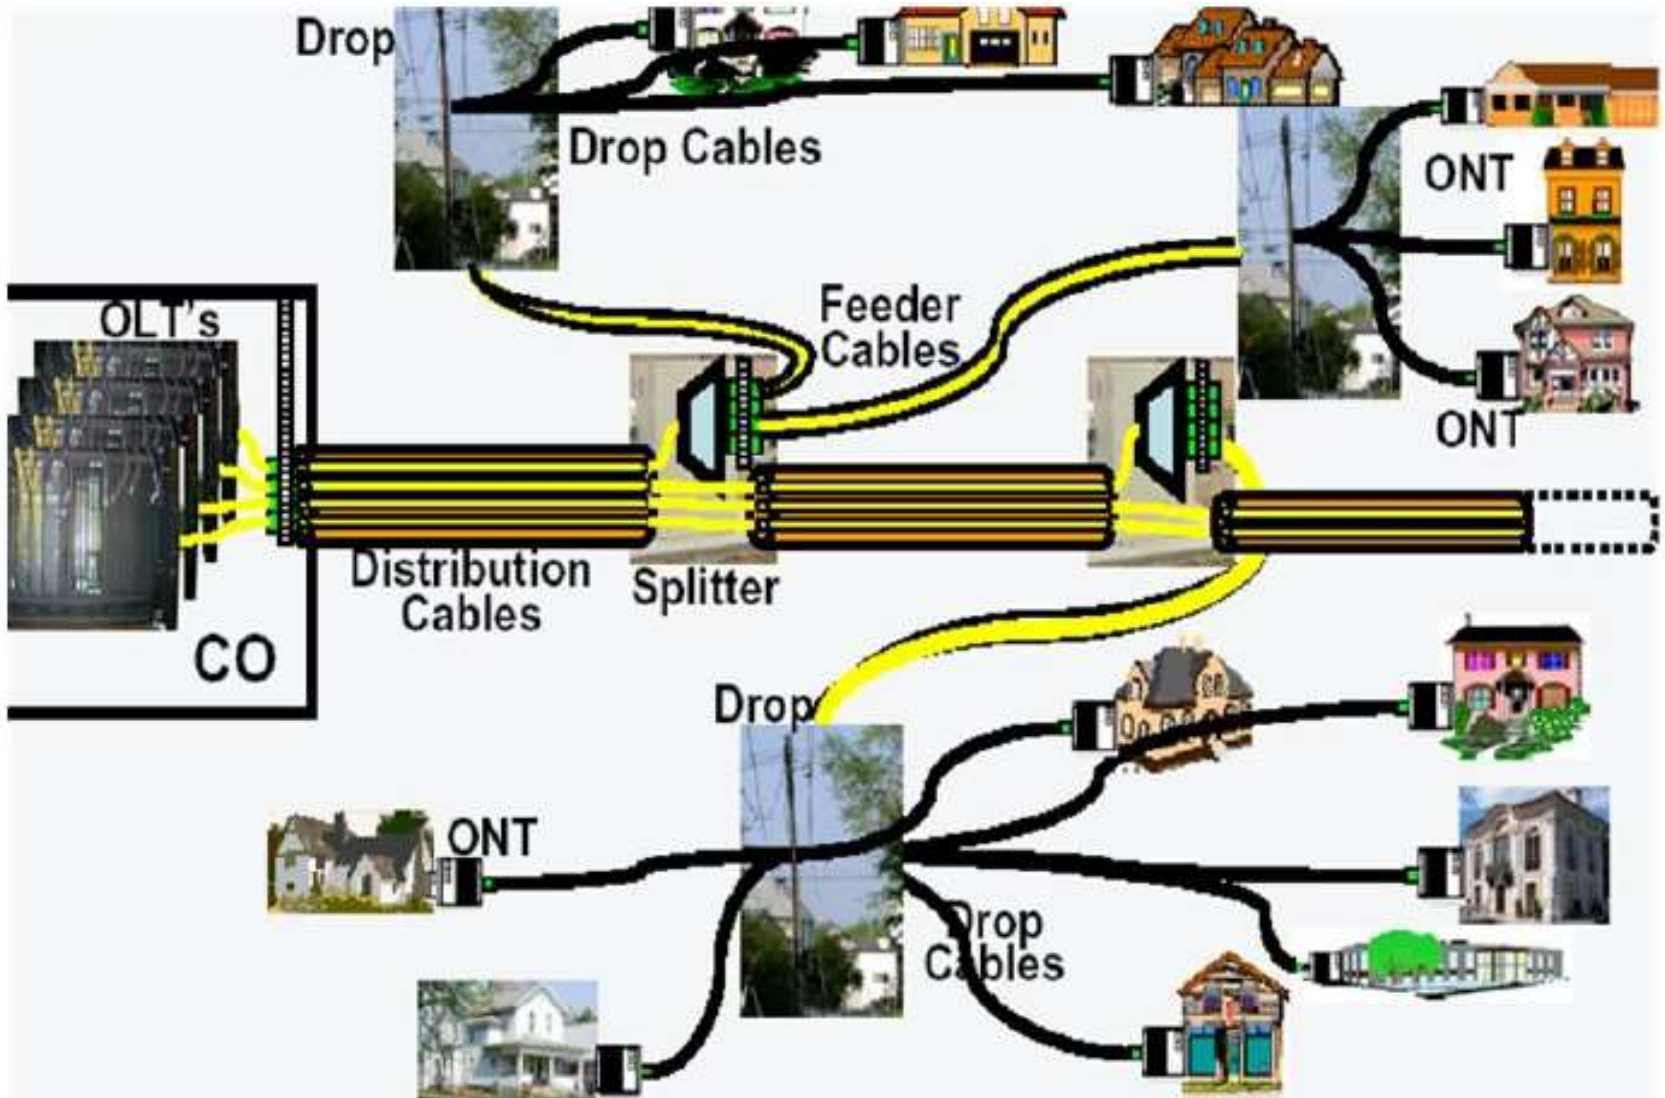 Drop
Drop Cables
ONT
OLT's
Feeder
Cables
ONT
Distribution
Cables
Splitter
CO
Drop
ONT
Drop
Cables